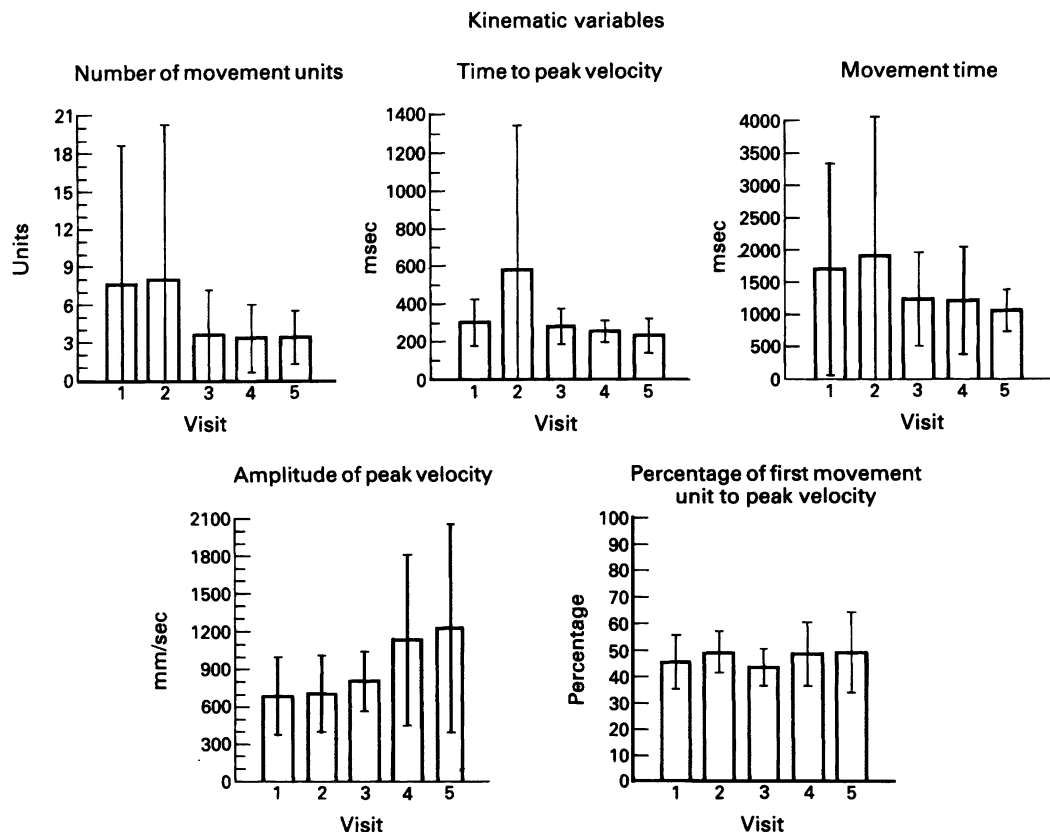 Kinematic variables
Number of movement units
21
18
15
12
9
6
3
0
Units
1 2 3 4 5
Visit
Time to peak velocity
1400
1200
1000
800
600
400
200
0
msec
1 2 3 4 5
Visit
Movement time
4000
3500
3000
2500
2000
1500
1000
500
0
msec
1 2 3 4 5
Visit
Amplitude of peak velocity
2100
1800
1500
1200
900
600
300
0
mm/sec
1 2 3 4 5
Visit
Percentage of first movement
unit to peak velocity
100
90
80
70
60
50
40
30
20
10
0
Percentage
1 2 3 4 5
Visit